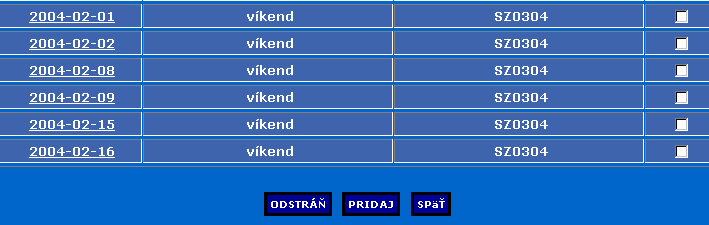 2004-02-01 víkend SZ0304
2004-02-02 víkend SZ0304
2004-02-08 víkend SZ0304
2004-02-09 víkend SZ0304
2004-02-15 víkend SZ0304
2004-02-16 víkend SZ0304
ODSTRÁŇ PRIDAJ SPäŤ